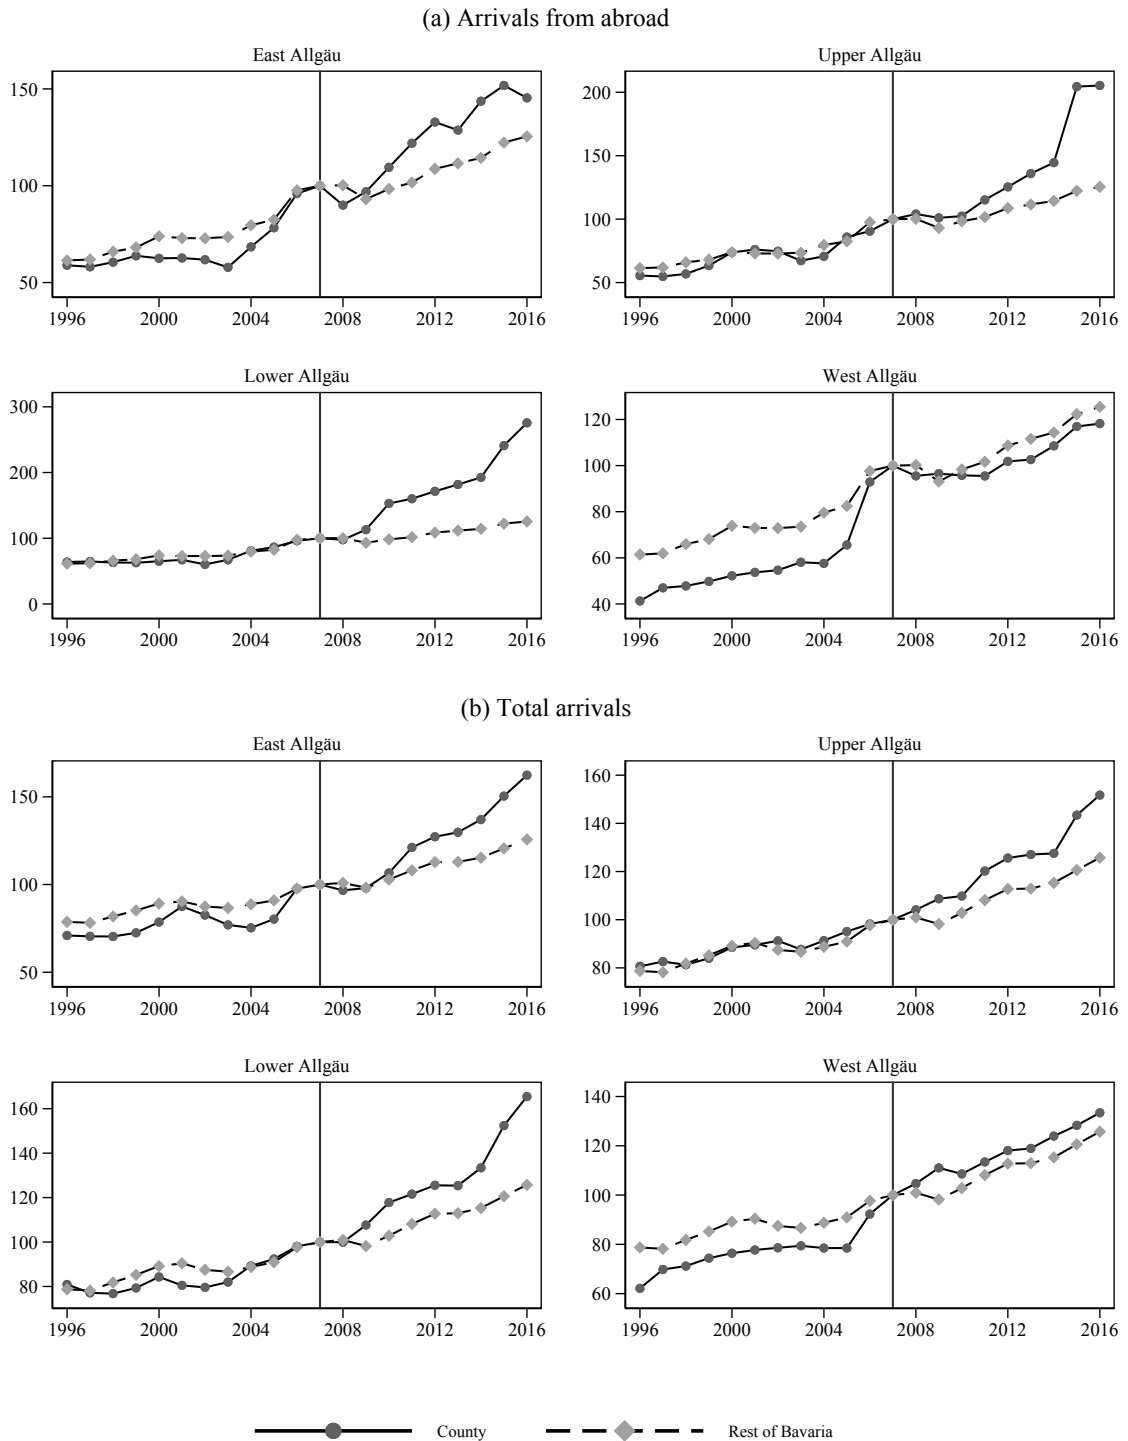 (a) Arrivals from abroad
East Allgäu
Upper Allgäu
150
100
50
1996 2000 2004 2008 2012 2016
200
150
100
50
1996 2000 2004 2008 2012 2016
Lower Allgäu
West Allgäu
300
200
100
0
1996 2000 2004 2008 2012 2016
120
100
80
60
40
1996 2000 2004 2008 2012 2016
(b) Total arrivals
East Allgäu
Upper Allgäu
150
100
50
1996 2000 2004 2008 2012 2016
160
140
120
100
80
1996 2000 2004 2008 2012 2016
Lower Allgäu
West Allgäu
160
140
120
100
80
1996 2000 2004 2008 2012 2016
140
120
100
80
60
1996 2000 2004 2008 2012 2016
County
Rest of Bavaria